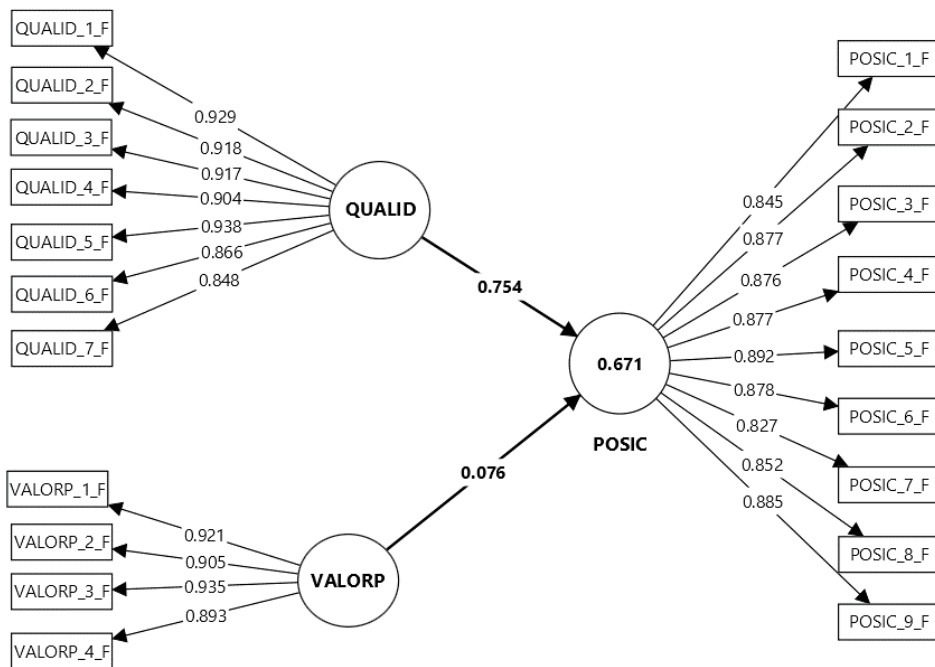 QUALID_1_F
QUALID_2_F
QUALID_3_F
QUALID_4_F
QUALID_5_F
QUALID_6_F
QUALID_7_F
0.929
0.918
0.917
0.904
0.938
0.866
0.848
QUALID
0.754
VALORP_1_F
VALORP_2_F
VALORP_3_F
VALORP_4_F
0.921
0.905
0.935
0.893
VALORP
0.076
0.671
POSIC
0.845
0.877
0.876
0.877
0.892
0.878
0.827
0.852
0.885
POSIC_1_F
POSIC_2_F
POSIC_3_F
POSIC_4_F
POSIC_5_F
POSIC_6_F
POSIC_7_F
POSIC_8_F
POSIC_9_F